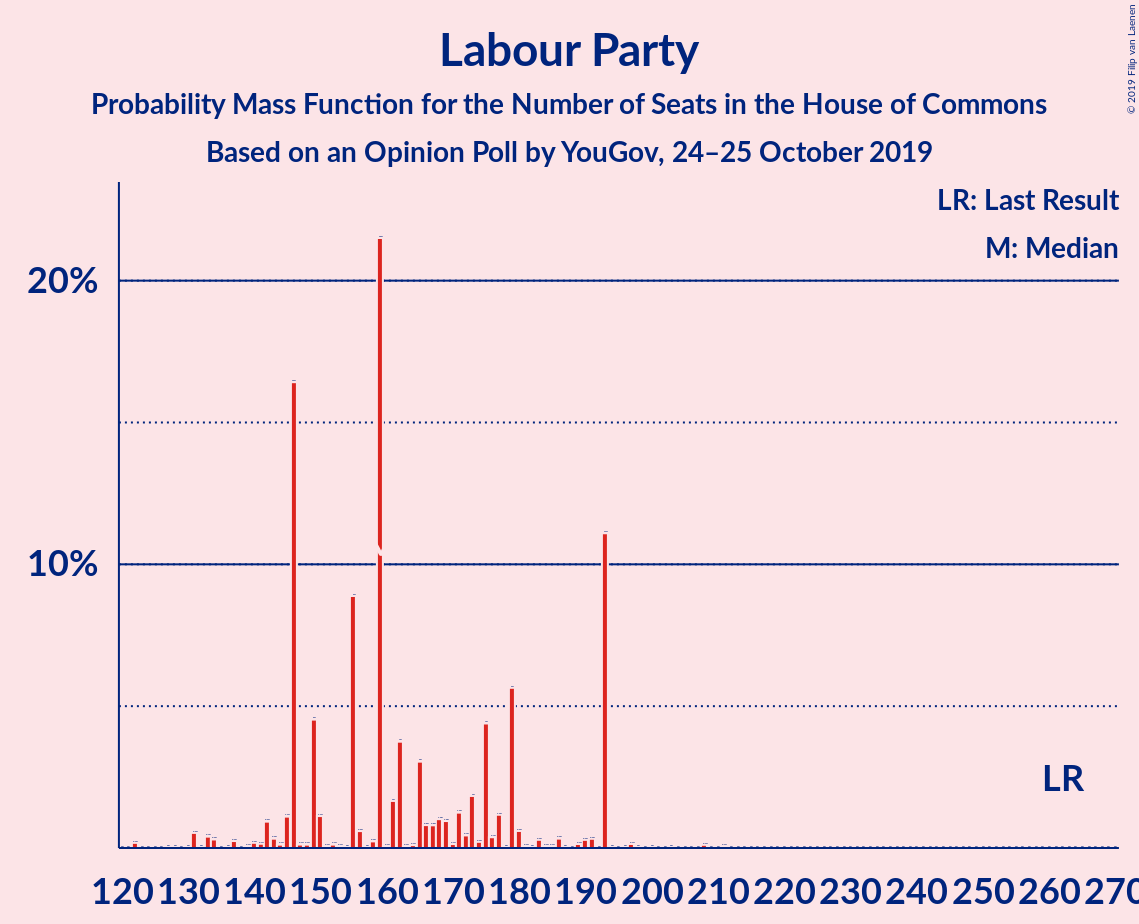 Labour Party
Probability Mass Function for the Number of Seats in the House of Commons
Based on an Opinion Poll by YouGov, 24–25 October 2019
© 2019 Filip van Laenen
LR: Last Result
M: Median
20%
10%
LR
120 130 140 150 160 170 180 190 200 210 220 230 240 250 260 270